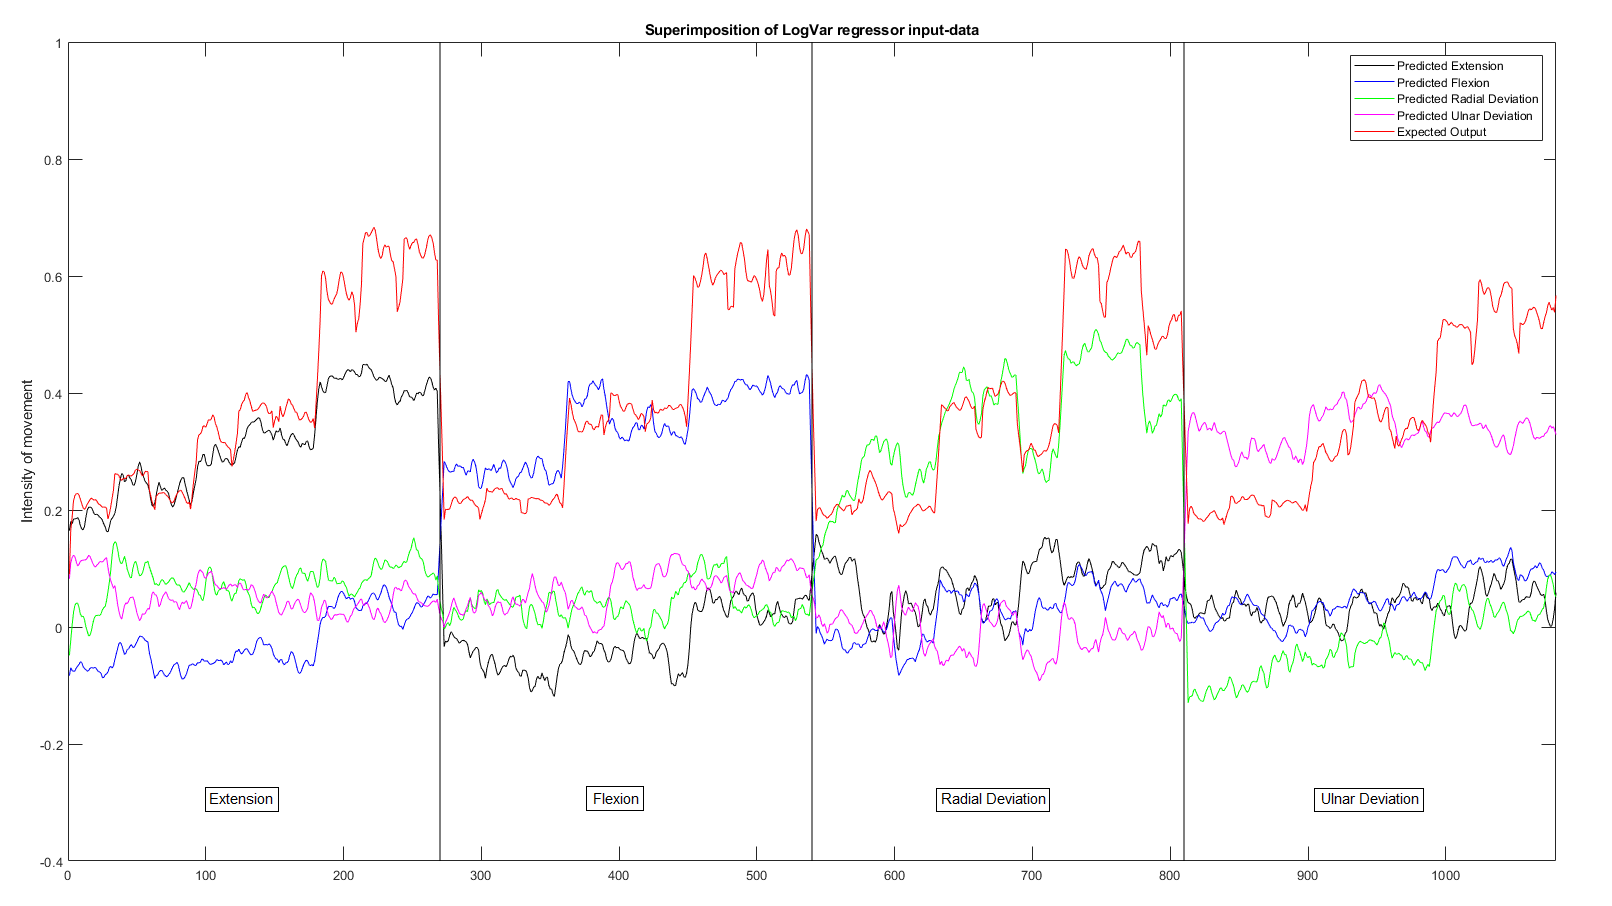 Superimposition of LogVar regressor input-data
1
0.8
0.6
0.4
0.2
0
-0.2
-0.4
Intensity of movement
Predicted Extension
Predicted Flexion
Predicted Radial Deviation
Predicted Ulnar Deviation
Expected Output
Extension
Flexion
Radial Deviation
Ulnar Deviation
0 100 200 300 400 500 600 700 800 900 1000